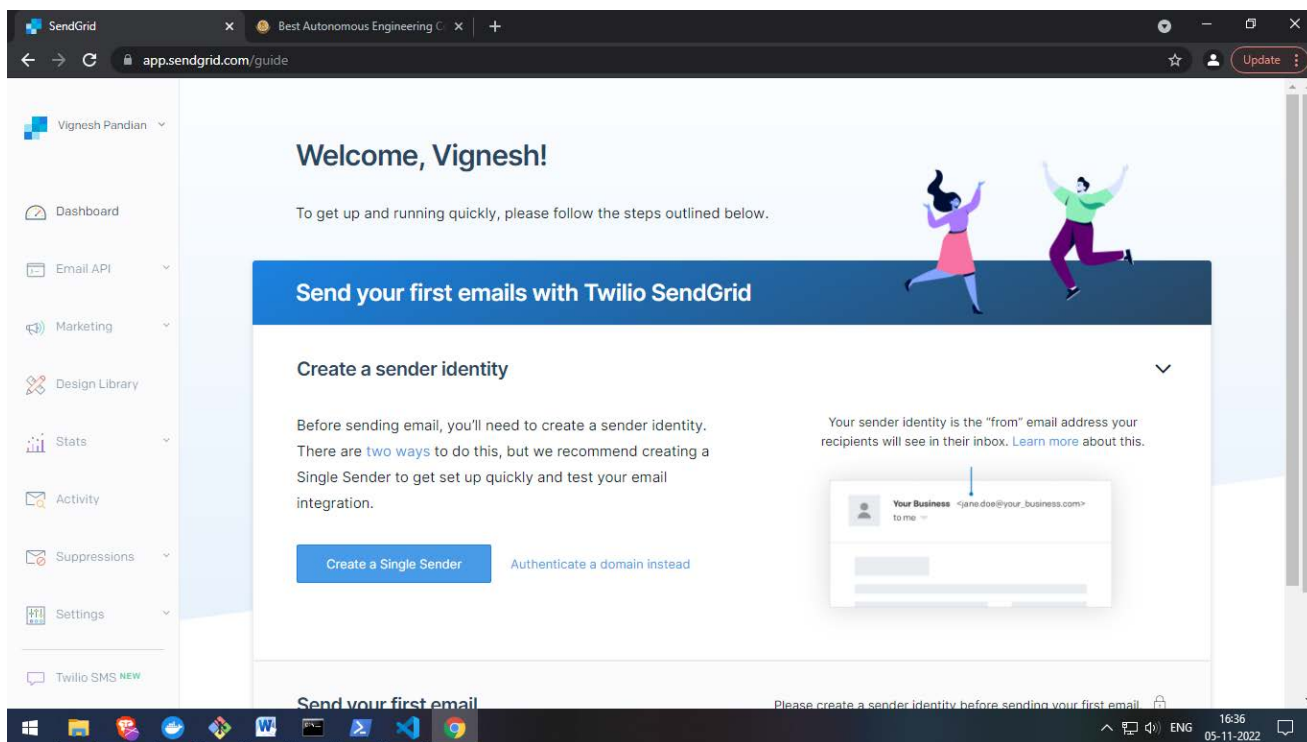 SendGrid
Best Autonomous Engineering C
app.sendgrid.com/guide
Update
Vignesh Pandian
Dashboard
Email API
Marketing
Design Library
Stats
Activity
Suppressions
Settings
Twilio SMS NEW
Welcome, Vignesh!
To get up and running quickly, please follow the steps outlined below.
Send your first emails with Twilio SendGrid
Create a sender identity
Before sending email, you'll need to create a sender identity.
There are two ways to do this, but we recommend creating a
Single Sender to get set up quickly and test your email
integration.
Create a Single Sender
Authenticate a domain instead
Your sender identity is the "from" email address your
recipients will see in their inbox. Learn more about this.
Your Business <jane.doe@your_business.com>
to me
Send your first email
Please create a sender identity before sending your first email.
ENG
16:36
05-11-2022